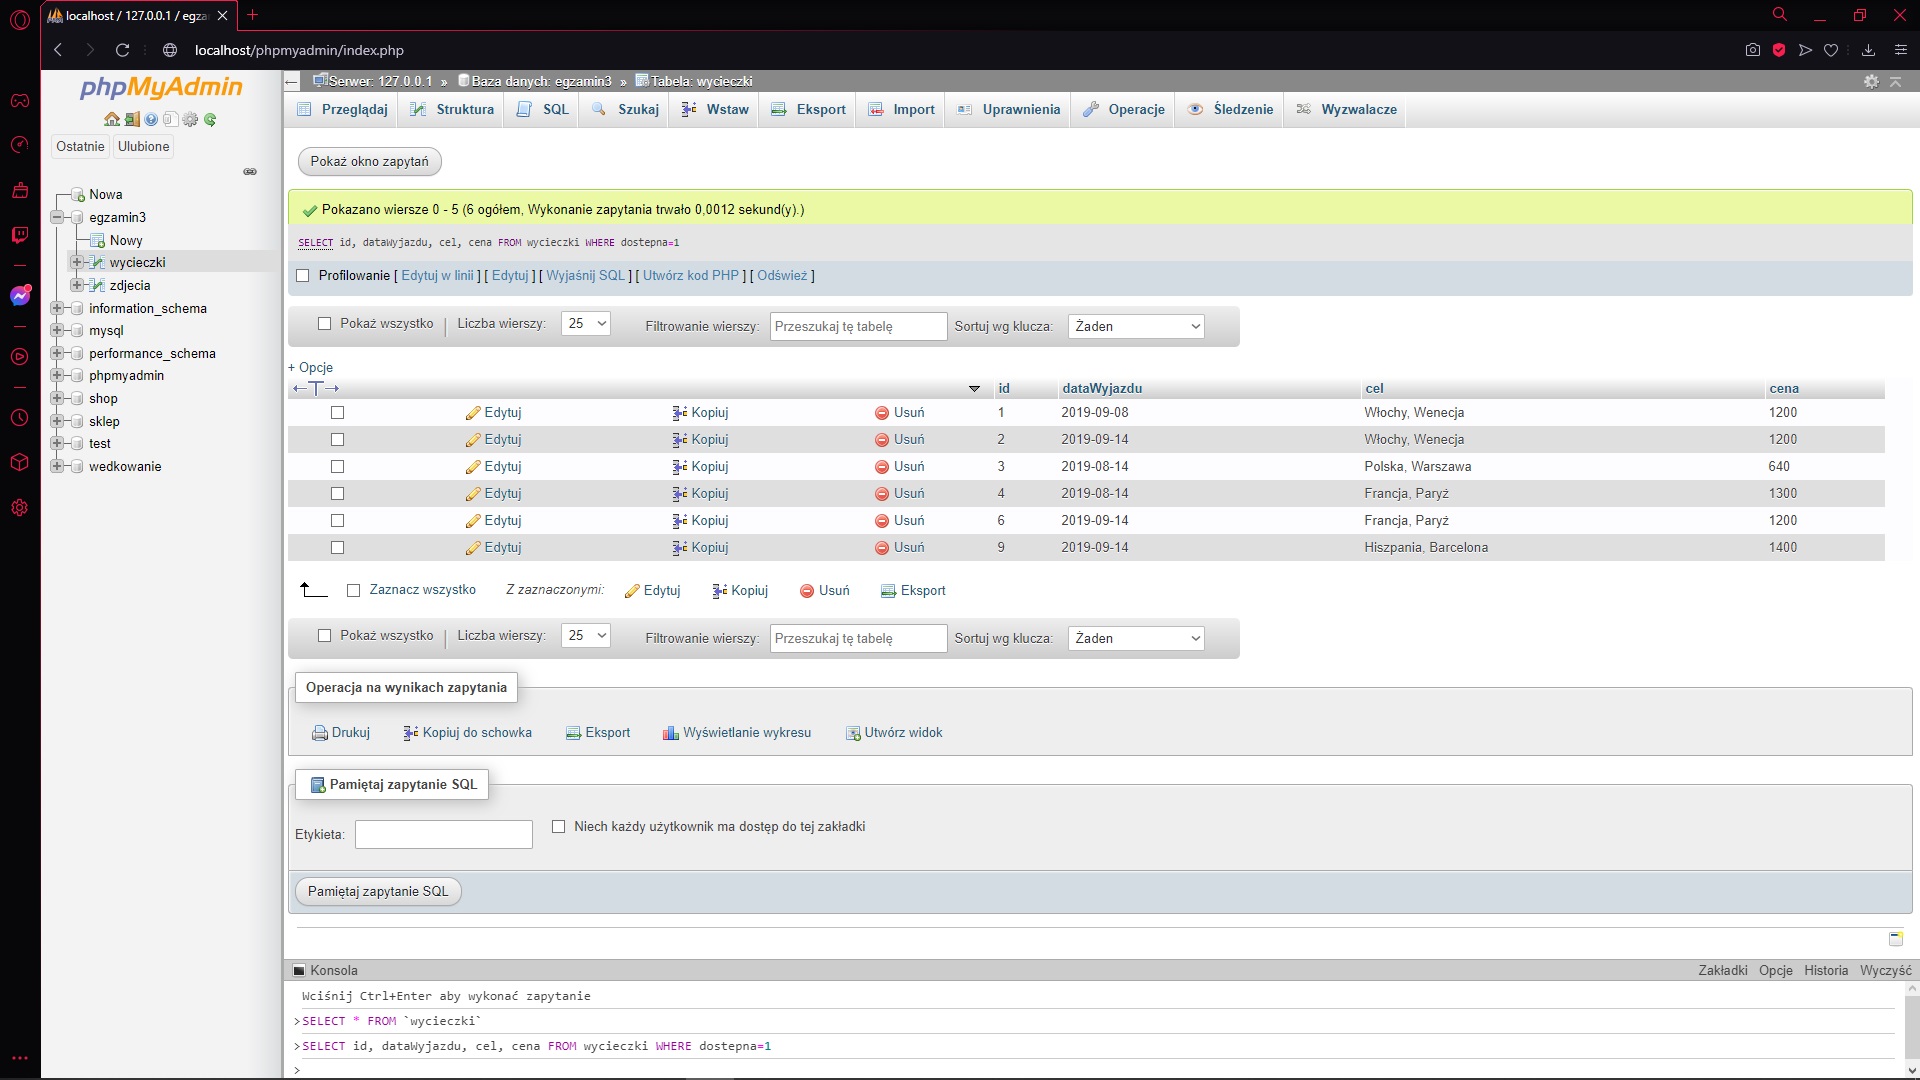 localhost / 127.0.0.1 / egza
localhost/phpmyadmin/index.php
phpMyAdmin
Ostatnie Ulubione
Nowa
egzamin3
Nowy
wycieczki
zdjecia
information_schema
mysql
performance_schema
phpmyadmin
shop
sklep
test
wedkowanie
Serwer: 127.0.0.1 » Baza danych: egzamin3 » Tabela: wycieczki
Przeglądaj Struktura SQL Szukaj Wstaw Eksport Import Uprawnienia Operacje Śledzenie Wyzwalacze
Pokaż okno zapytań
Pokazano wiersze 0 - 5 (6 ogółem, Wykonanie zapytania trwało 0,0012 sekund(y).)
SELECT id, dataWyjazdu, cel, cena FROM wycieczki WHERE dostepna=1
Profilowanie [ Edytuj w linii ] [ Edytuj ] [ Wyjaśnij SQL ] [ Utwórz kod PHP ] [ Odśwież ]
Pokaż wszystko | Liczba wierszy: 25 Filtrowanie wierszy: Przeszukaj tę tabelę Sortuj wg klucza: Żaden
+ Opcje
←T→ id dataWyjazdu cel cena
Edytuj Kopiuj Usuń 1 2019-09-08 Włochy, Wenecja 1200
Edytuj Kopiuj Usuń 2 2019-09-14 Włochy, Wenecja 1200
Edytuj Kopiuj Usuń 3 2019-08-14 Polska, Warszawa 640
Edytuj Kopiuj Usuń 4 2019-08-14 Francja, Paryż 1300
Edytuj Kopiuj Usuń 6 2019-09-14 Francja, Paryż 1200
Edytuj Kopiuj Usuń 9 2019-09-14 Hiszpania, Barcelona 1400
Zaznacz wszystko Z zaznaczonymi: Edytuj Kopiuj Usuń Eksport
Pokaż wszystko | Liczba wierszy: 25 Filtrowanie wierszy: Przeszukaj tę tabelę Sortuj wg klucza: Żaden
Operacja na wynikach zapytania
Drukuj Kopiuj do schowka Eksport Wyświetlanie wykresu Utwórz widok
Pamiętaj zapytanie SQL
Etykieta: Niech każdy użytkownik ma dostęp do tej zakładki
Pamiętaj zapytanie SQL
Konsola Zakładki Opcje Historia Wyczyść
Wciśnij Ctrl+Enter aby wykonać zapytanie
>SELECT * FROM `wycieczki`
>SELECT id, dataWyjazdu, cel, cena FROM wycieczki WHERE dostepna=1
>